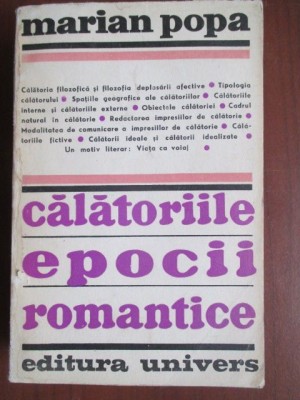 marian popa
Călătoria filozofică și filozofia deplasării afective • Tipologia
călătorului • Spațiile geografice ale călătoriilor • Călătoriile
interne și călătoriile externe • Obiectele călătoriei • Cadrul
natural în călătorie • Redactarea impresiilor de călătorie •
Modalitatea de comunicare a impresiilor de călătorie • Călă-
toriile fictive • Călătorii ideale și călătorii idealizate •
Un motiv literar: Viața ca voiaj •
călătoriile
epocii
romantice
editura univers